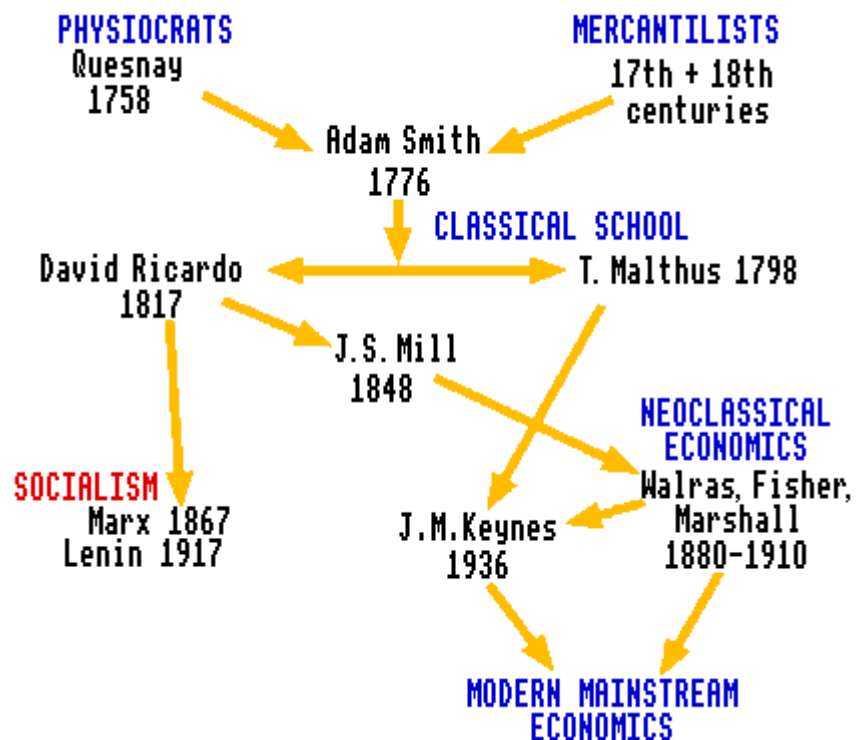 PHYSIOCRATS
Quesnay
1758
MERCANTILISTS
17th + 18th
centuries
Adam Smith
1776
CLASSICAL SCHOOL
David Ricardo
1817
T. Malthus 1798
J.S. Mill
1848
NEOCLASSICAL
ECONOMICS
Walras, Fisher,
Marshall
1880-1910
SOCIALISM
Marx 1867
Lenin 1917
J.M.Keynes
1936
MODERN MAINSTREAM
ECONOMICS